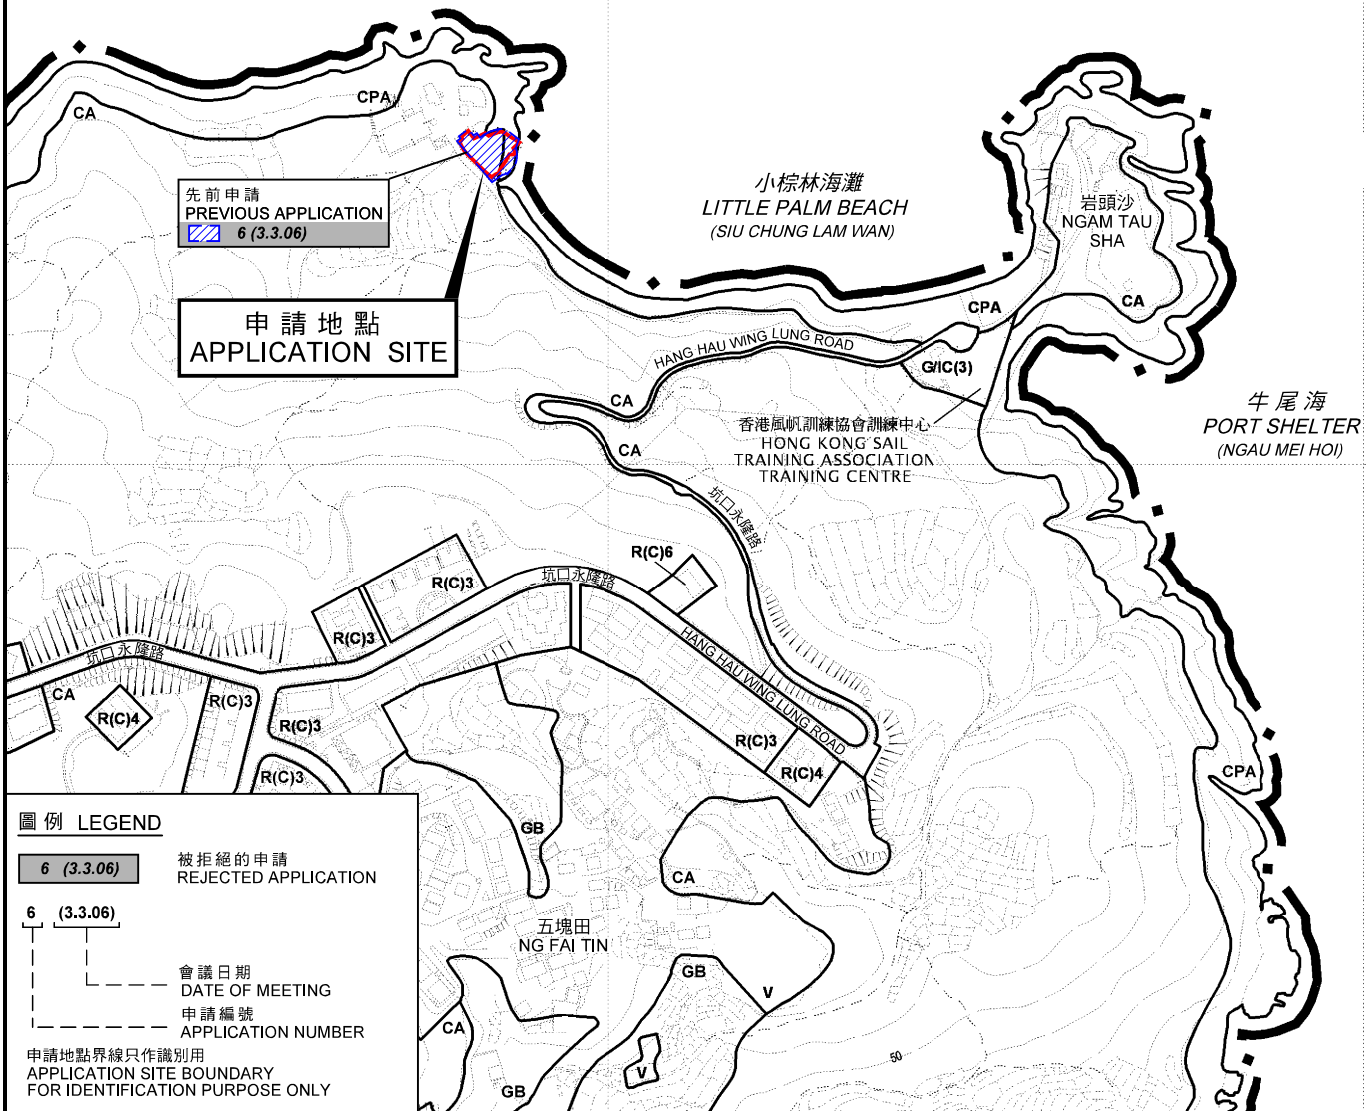 CA
CPA
先前申請
PREVIOUS APPLICATION
6 (3.3.06)
申請地點
APPLICATION SITE
小棕林海灘
LITTLE PALM BEACH
(SIU CHUNG LAM WAN)
岩頭沙
NGAM TAU
SHA
CPA
CA
HANG HAU WING LUNG ROAD
G/IC(3)
CA
牛尾海
PORT SHELTER
(NGAU MEI HOI)
香港風帆訓練協會訓練中心
HONG KONG SAIL
TRAINING ASSOCIATION
TRAINING CENTRE
CA
坑口永隆路
R(C)6
R(C)3
坑口永隆路
R(C)3
HANG HAU WING LUNG ROAD
坑口永隆路
CA
R(C)4
R(C)3
R(C)3
R(C)3
R(C)3
R(C)4
CPA
GB
CA
五塊田
NG FAI TIN
GB
V
CA
V
GB
50
圖例 LEGEND
6 (3.3.06)
被拒絕的申請
REJECTED APPLICATION
6 (3.3.06)
會議日期
DATE OF MEETING
申請編號
APPLICATION NUMBER
申請地點界線只作識別用
APPLICATION SITE BOUNDARY
FOR IDENTIFICATION PURPOSE ONLY